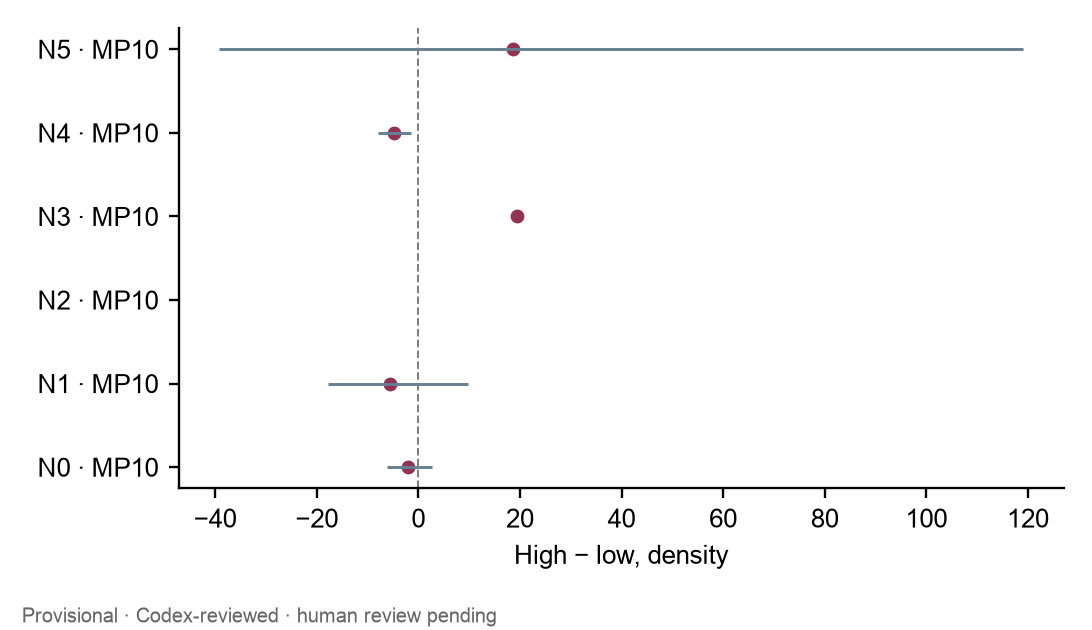 N5 · MP10
N4 · MP10
N3 · MP10
N2 · MP10
N1 · MP10
N0 · MP10
−40 −20 0 20 40 60 80 100 120
High − low, density
Provisional · Codex-reviewed · human review pending